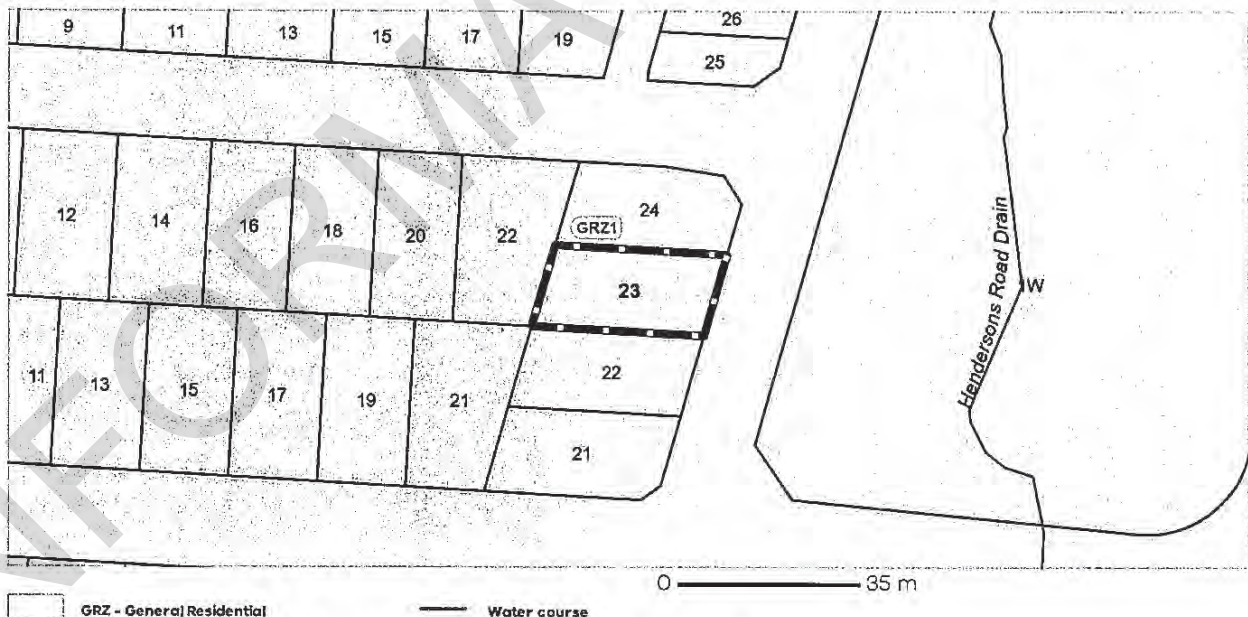 9 11 13 15 17 19 26
25
12 14 16 18 20 22 24
GRZ1
23
11 13 15 17 19 21 22
21
Hendersons Road Drain
W
0 35 m
GRZ - General Residential
Water course